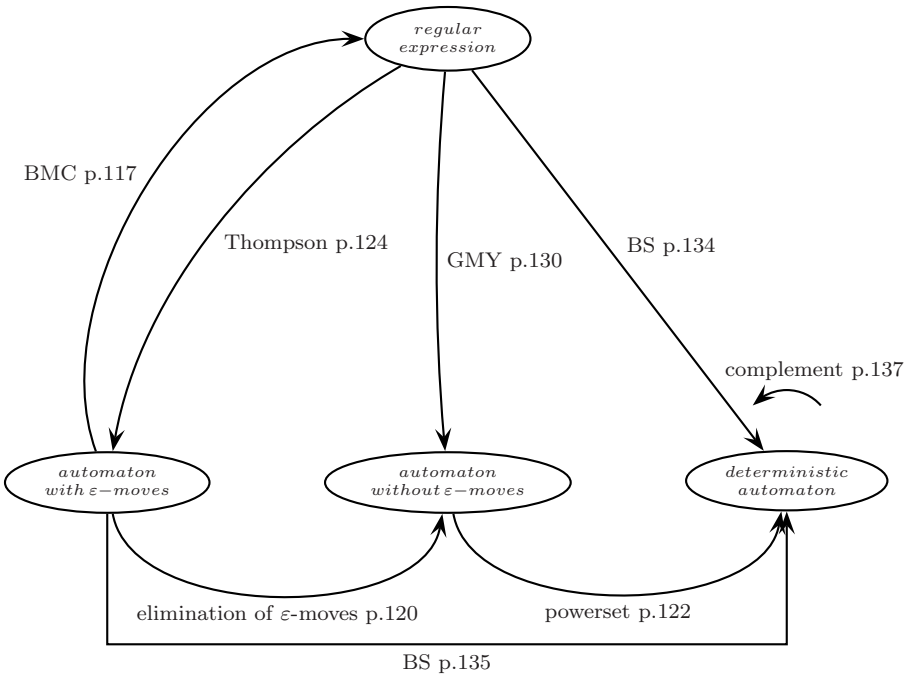 regular
expression
BMC p.117
Thompson p.124
GMY p.130
BS p.134
complement p.137
automaton
with ε−moves
automaton
without ε−moves
deterministic
automaton
elimination of ε-moves p.120
powerset p.122
BS p.135